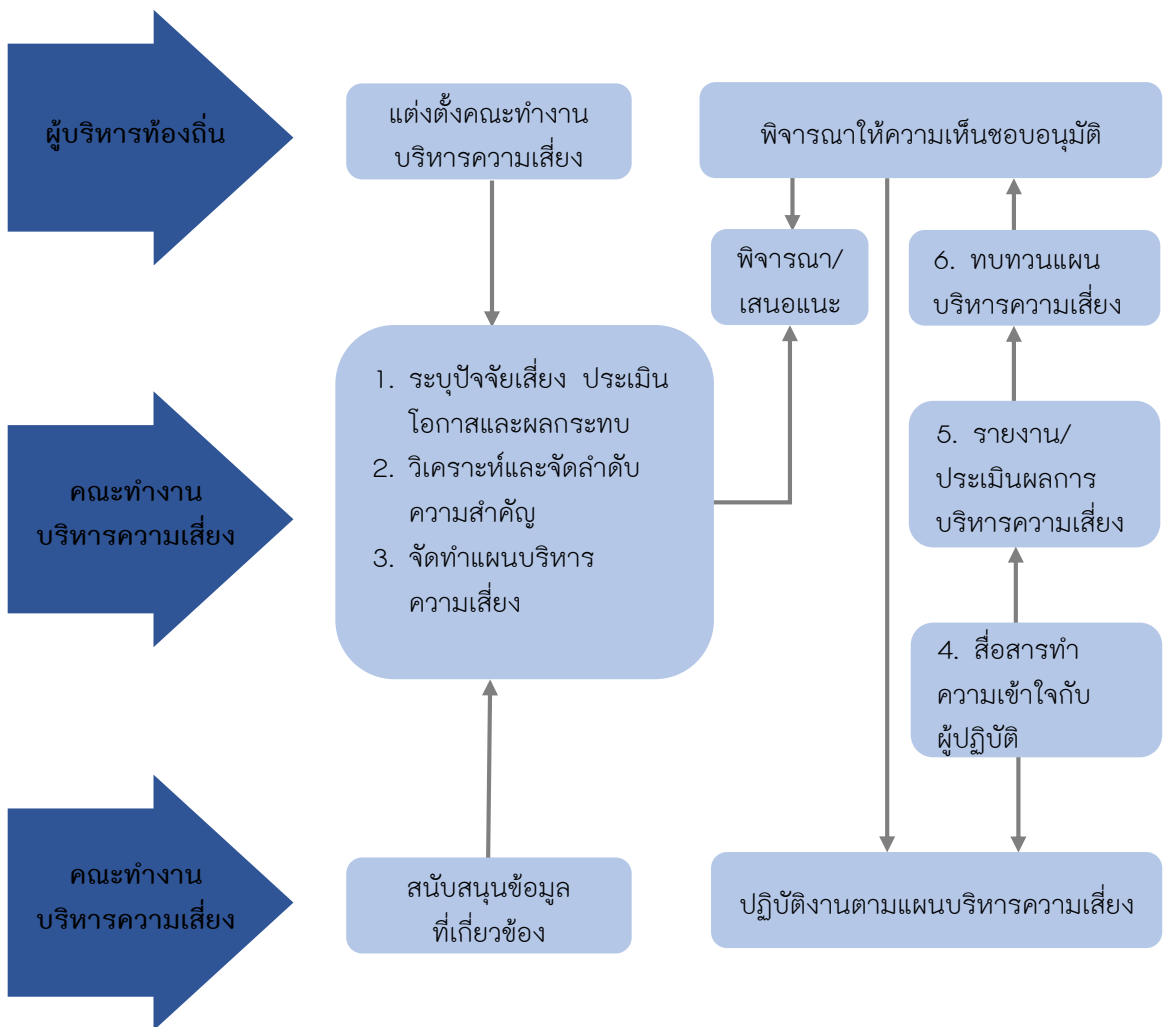 ผู้บริหารท้องถิ่น
แต่งตั้งคณะทำงาน
บริหารความเสี่ยง
พิจารณาให้ความเห็นชอบอนุมัติ
พิจารณา/
เสนอแนะ
6. ทบทวนแผน
บริหารความเสี่ยง
คณะทำงาน
บริหารความเสี่ยง
1. ระบุปัจจัยเสี่ยง ประเมิน
โอกาสและผลกระทบ
2. วิเคราะห์และจัดลำดับ
ความสำคัญ
3. จัดทำแผนบริหาร
ความเสี่ยง
5. รายงาน/
ประเมินผลการ
บริหารความเสี่ยง
4. สื่อสารทำ
ความเข้าใจกับ
ผู้ปฏิบัติ
คณะทำงาน
บริหารความเสี่ยง
สนับสนุนข้อมูล
ที่เกี่ยวข้อง
ปฏิบัติงานตามแผนบริหารความเสี่ยง